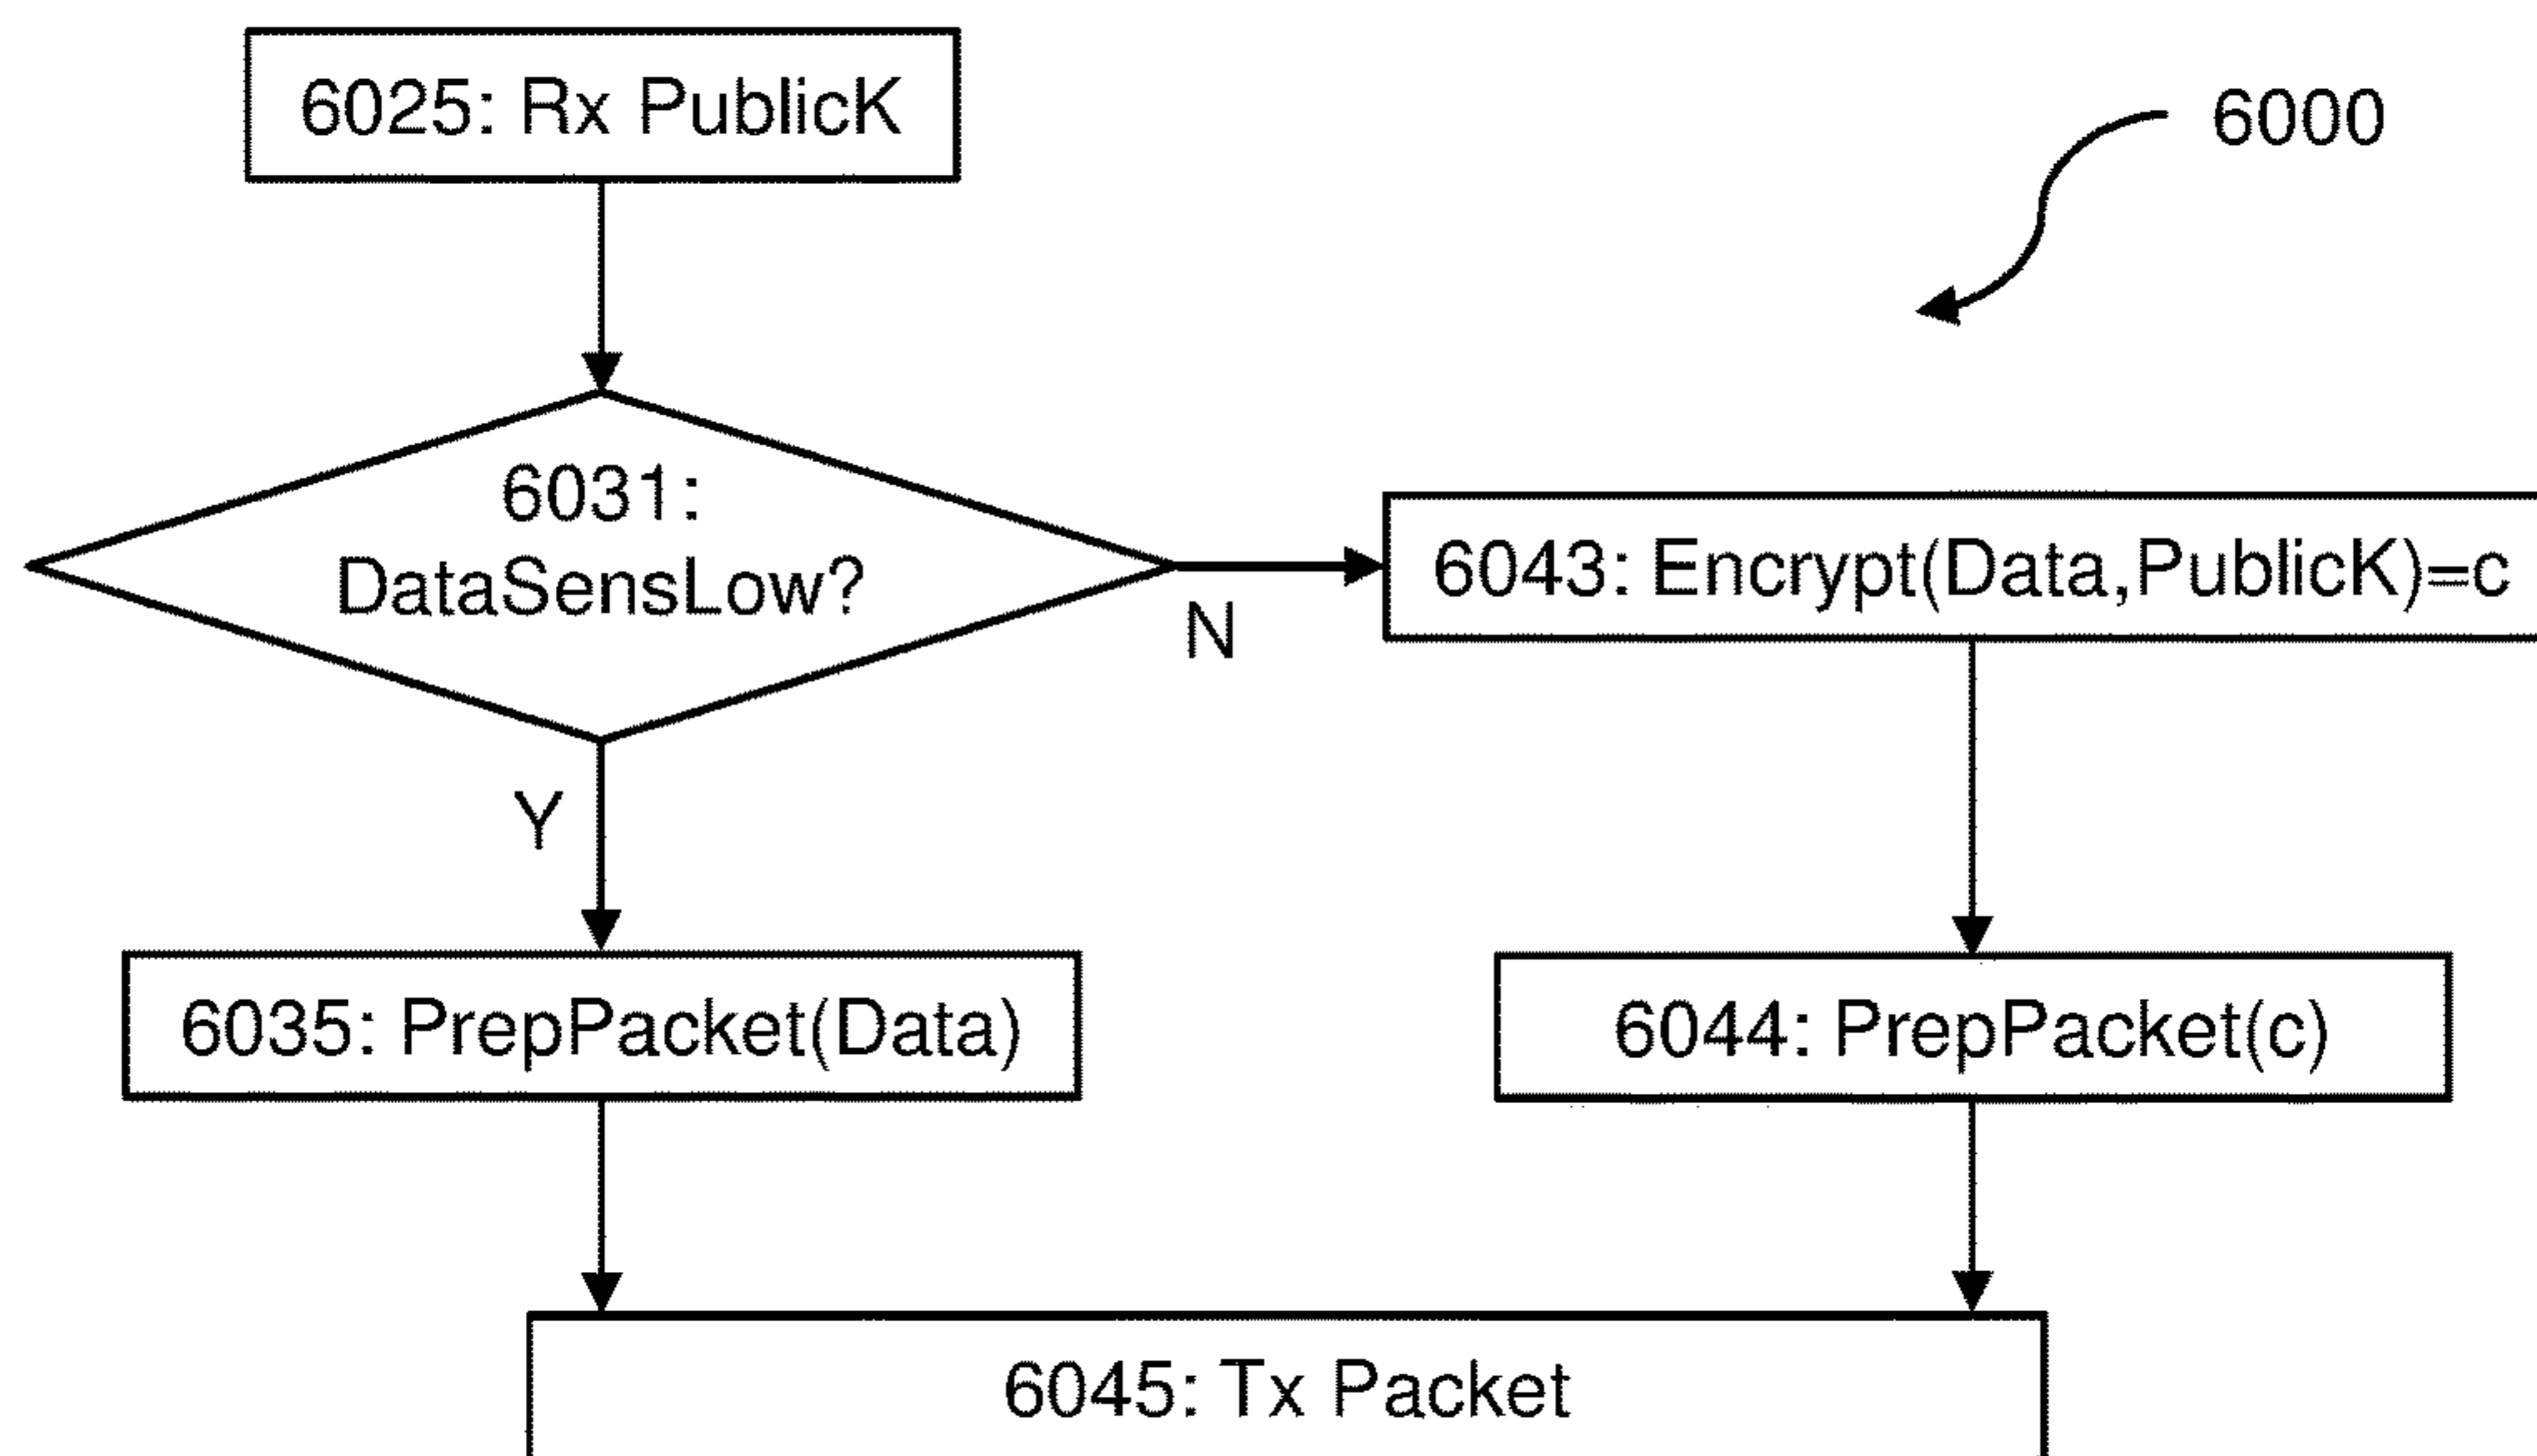 6025: Rx PublicK
6000
6031:
DataSensLow?
N
6043: Encrypt(Data,PublicK)=c
Y
6035: PrepPacket(Data)
6044: PrepPacket(c)
6045: Tx Packet